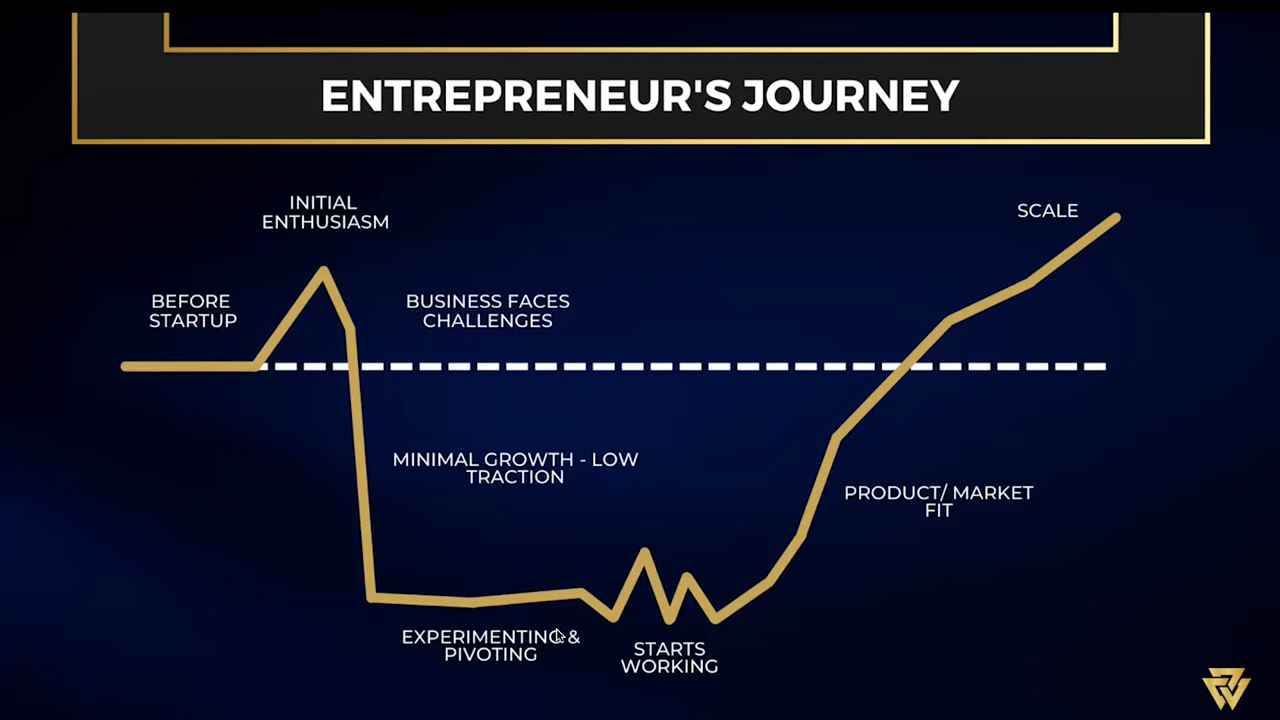 ENTREPRENEUR'S JOURNEY
INITIAL
ENTHUSIASM
SCALE
BEFORE
STARTUP
BUSINESS FACES
CHALLENGES
MINIMAL GROWTH - LOW
TRACTION
PRODUCT/ MARKET
FIT
EXPERIMENTING &
PIVOTING
STARTS
WORKING